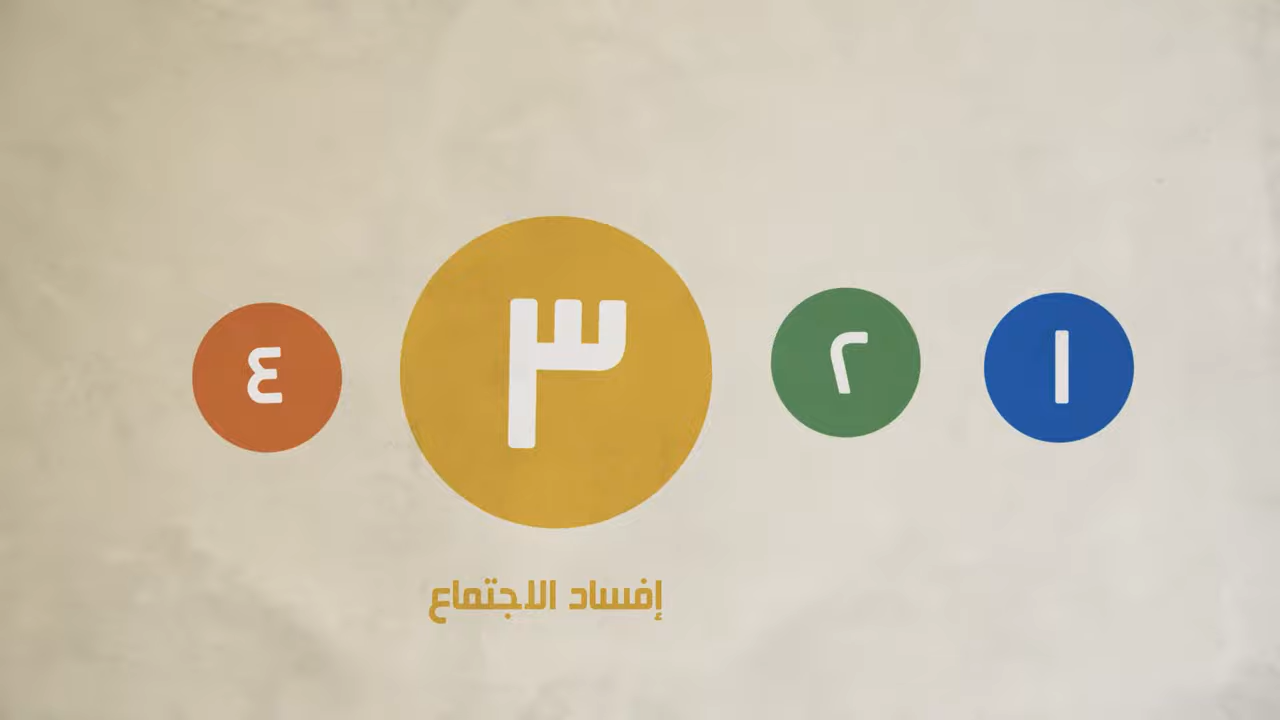 ١ ٢ ٣ ٤
إفساد الاجتماع